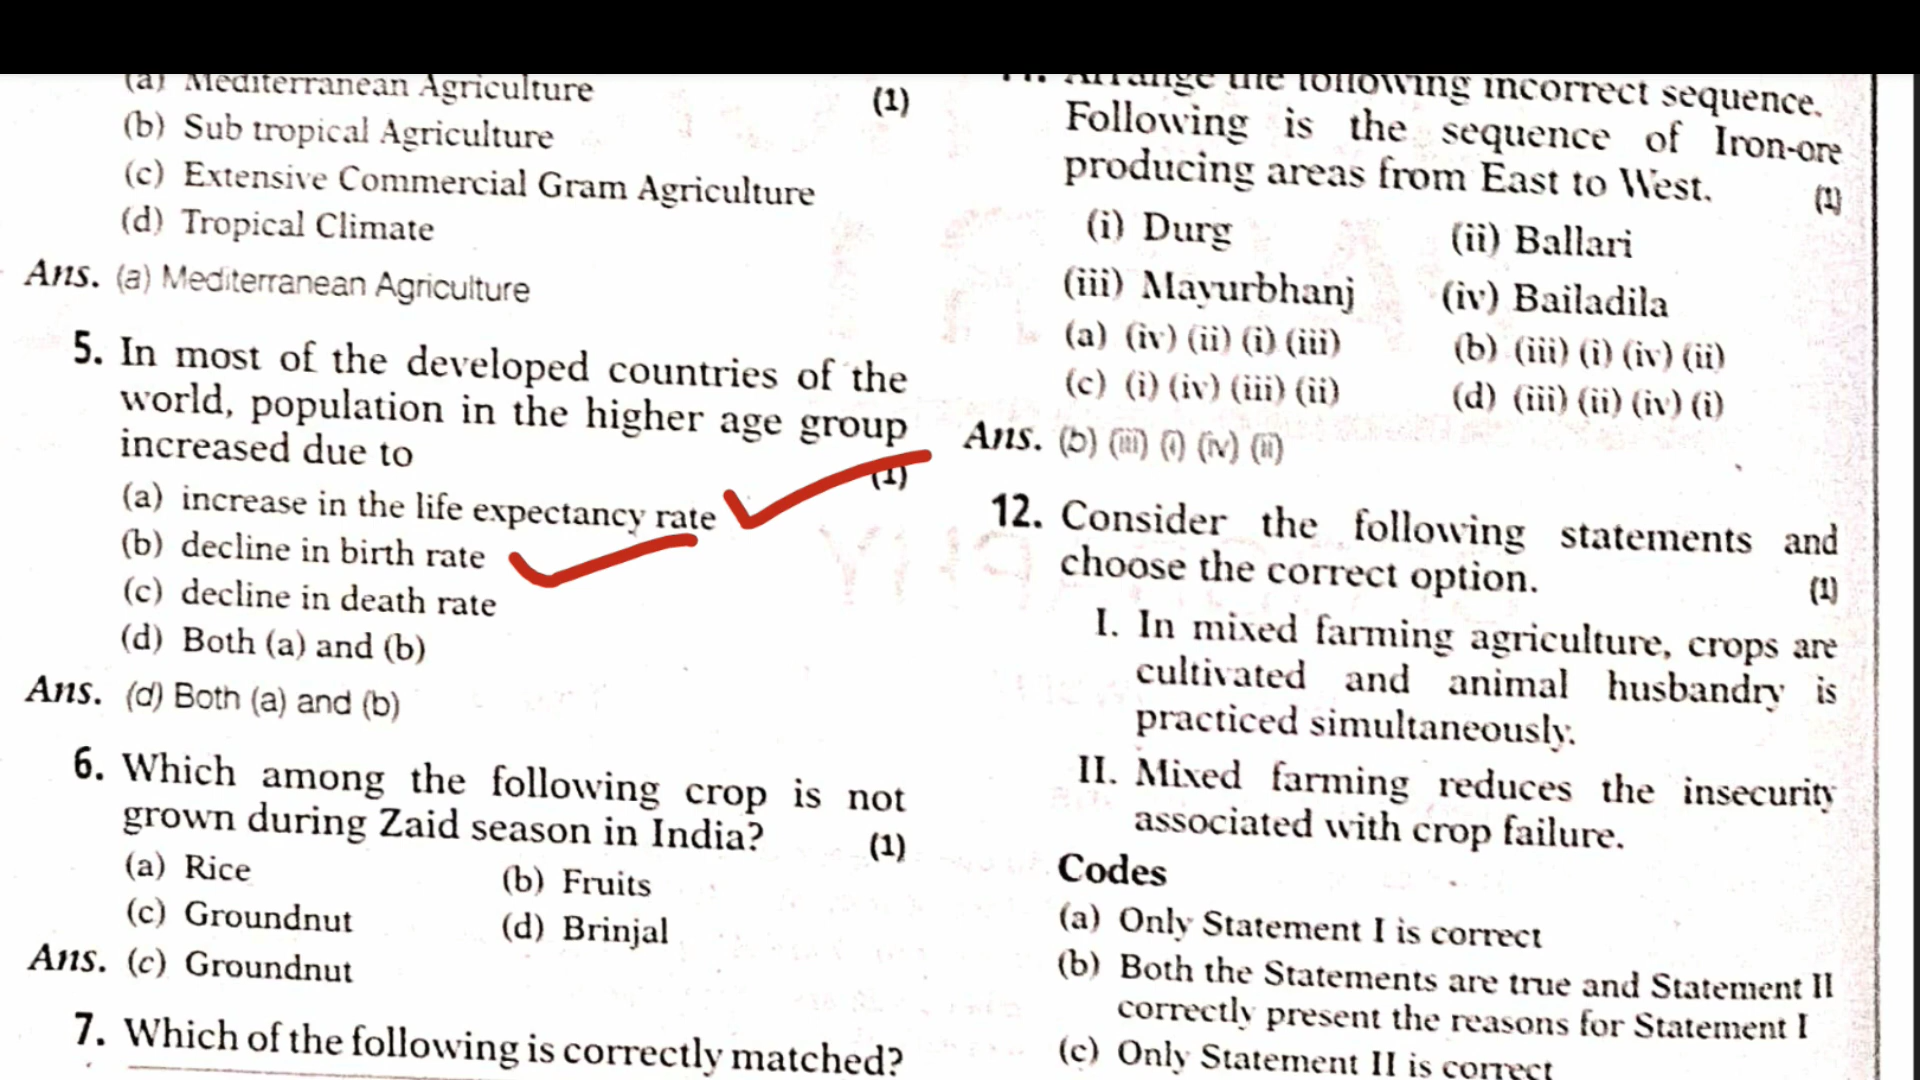 (a) Mediterranean Agriculture (1)
(b) Sub tropical Agriculture
(c) Extensive Commercial Gram Agriculture
(d) Tropical Climate
Ans. (a) Mediterranean Agriculture
5. In most of the developed countries of the
world, population in the higher age group
increased due to (1)
(a) increase in the life expectancy rate
(b) decline in birth rate
(c) decline in death rate
(d) Both (a) and (b)
Ans. (d) Both (a) and (b)
6. Which among the following crop is not
grown during Zaid season in India? (1)
(a) Rice (b) Fruits
(c) Groundnut (d) Brinjal
Ans. (c) Groundnut
7. Which of the following is correctly matched?
11. Arrange the following incorrect sequence.
Following is the sequence of Iron-ore
producing areas from East to West. (1)
(i) Durg (ii) Ballari
(iii) Mayurbhanj (iv) Bailadila
(a) (iv) (ii) (i) (iii) (b) (iii) (i) (iv) (ii)
(c) (i) (iv) (iii) (ii) (d) (iii) (ii) (iv) (i)
Ans. (b) (iii) (i) (iv) (ii)
12. Consider the following statements and
choose the correct option. (1)
I. In mixed farming agriculture, crops are
cultivated and animal husbandry is
practiced simultaneously.
II. Mixed farming reduces the insecurity
associated with crop failure.
Codes
(a) Only Statement I is correct
(b) Both the Statements are true and Statement II
correctly present the reasons for Statement I
(c) Only Statement II is correct